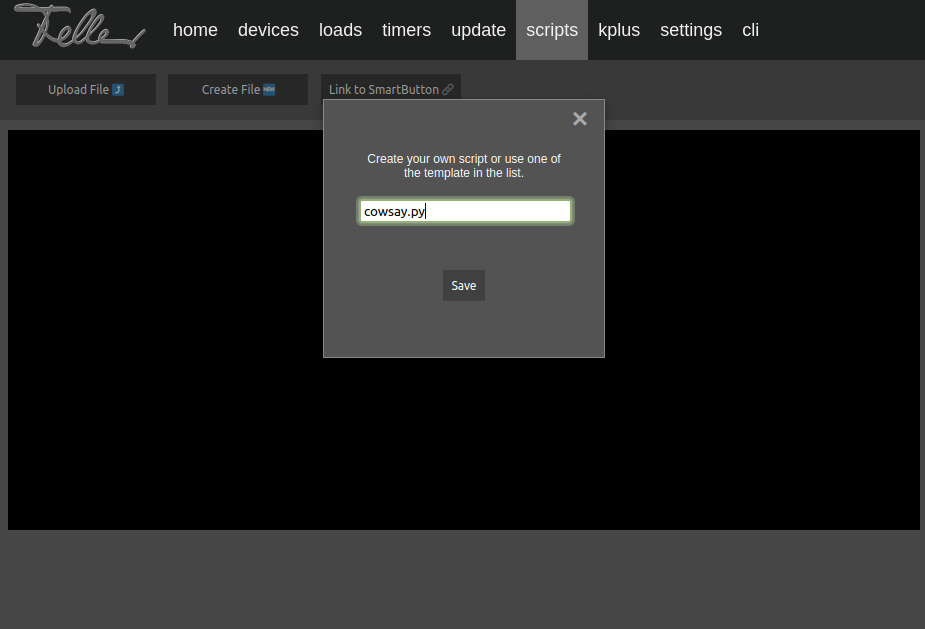 Feller
home devices loads timers update scripts kplus settings cli
Upload File Create File NEW Link to SmartButton
Create your own script or use one of
the template in the list.
cowsay.py
Save